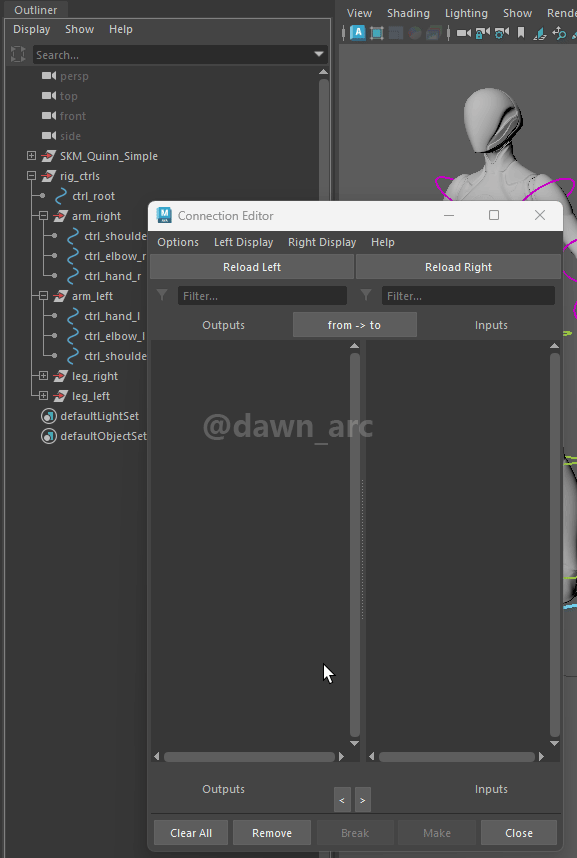 Outliner
Display Show Help
Search...
persp
top
front
side
SKM_Quinn_Simple
rig_ctrls
ctrl_root
arm_right
ctrl_shoulde
ctrl_elbow_r
ctrl_hand_r
arm_left
ctrl_hand_l
ctrl_elbow_l
ctrl_shoulde
leg_right
leg_left
defaultLightSet
defaultObjectSet
View Shading Lighting Show Rende
Connection Editor
Options Left Display Right Display Help
Reload Left Reload Right
Filter... Filter...
Outputs from -> to Inputs
@dawn_arc
Outputs Inputs
< >
Clear All Remove Break Make Close